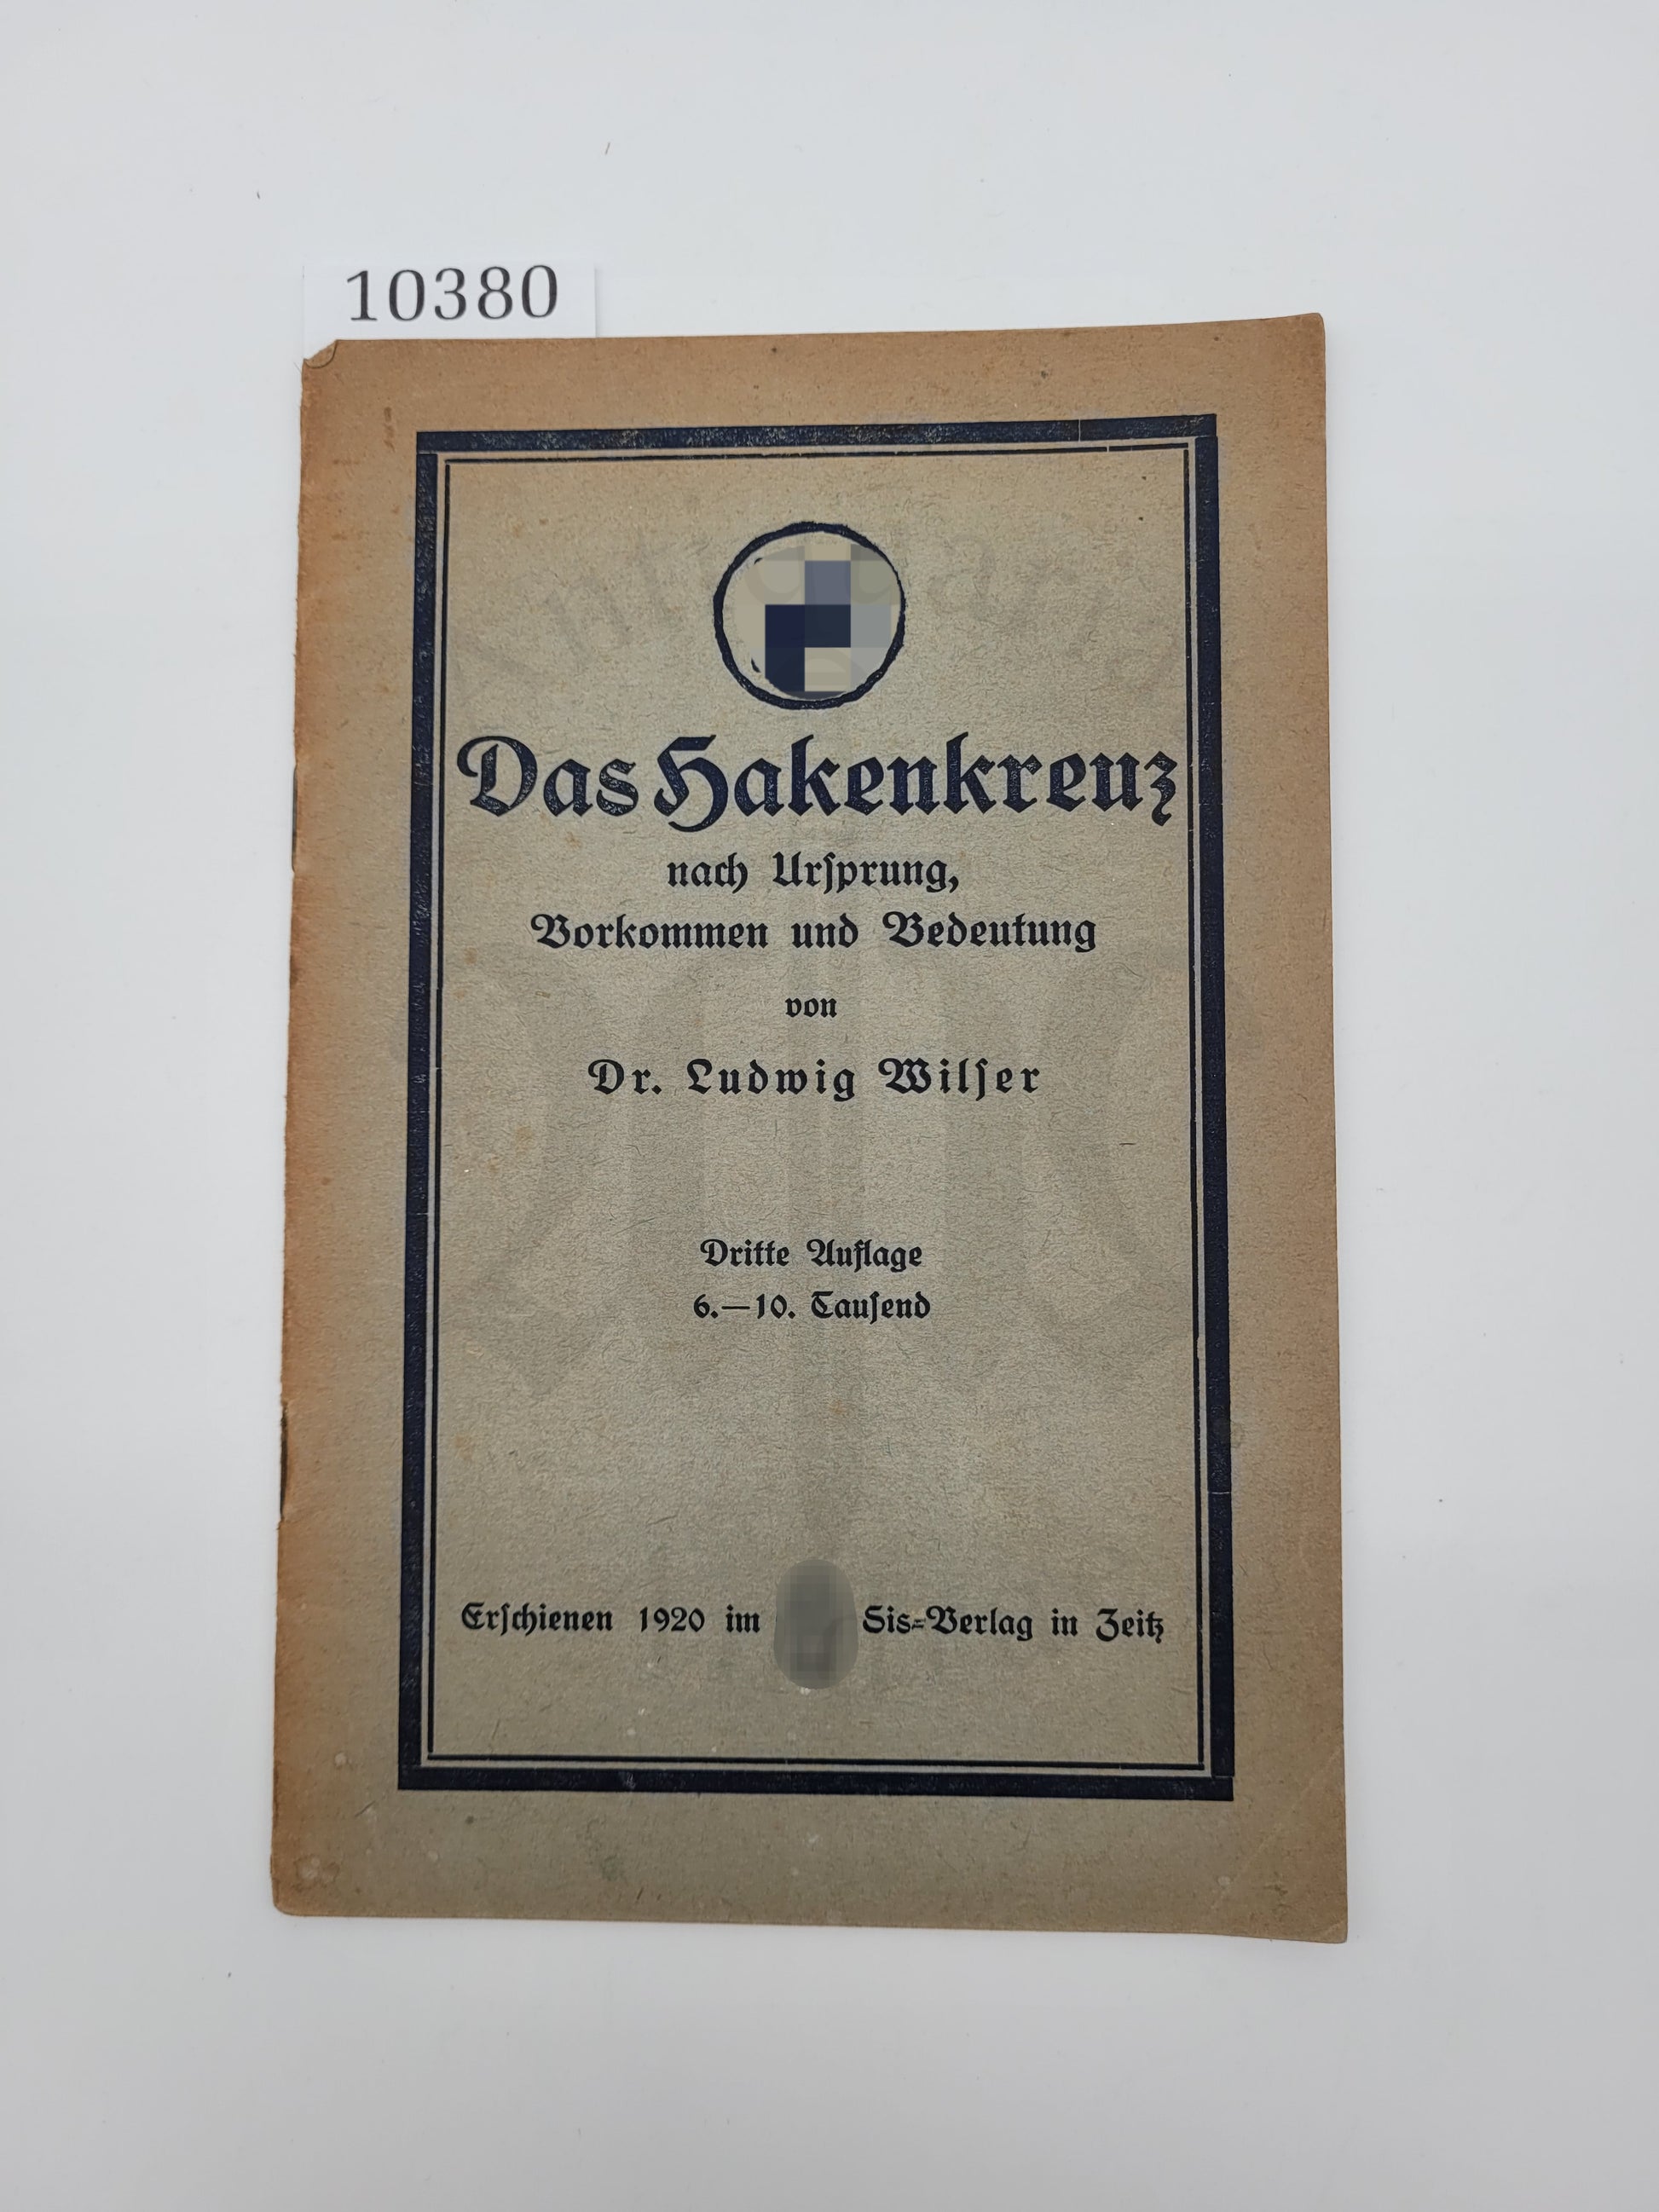 10380
Das Hakenkreuz
nach Urſprung,
Vorkommen und Bedeutung
von
Dr. Ludwig Wilſer
Dritte Auflage
6.—10. Tauſend
Erſchienen 1920 im Sis-Verlag in Zeitz